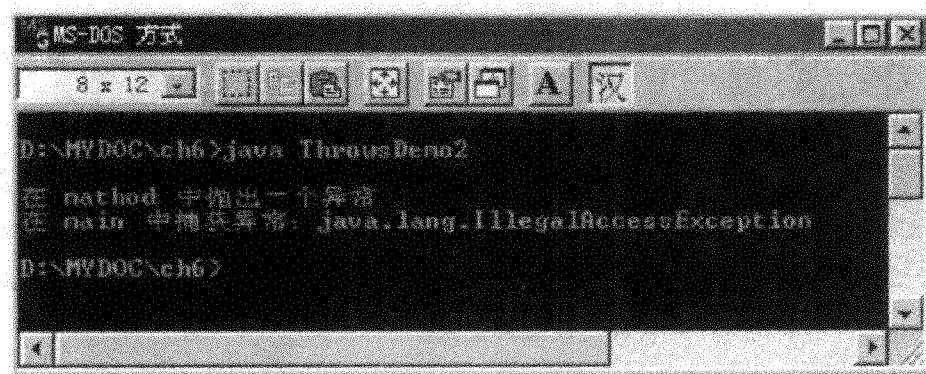 MS-DOS 方式
8 x 12
A 汉
D:\MYDOC\ch6>java ThrowsDemo2
在 mathod 中抛出一个异常
在 main 中捕获异常: java.lang.IllegalAccessException
D:\MYDOC\ch6>